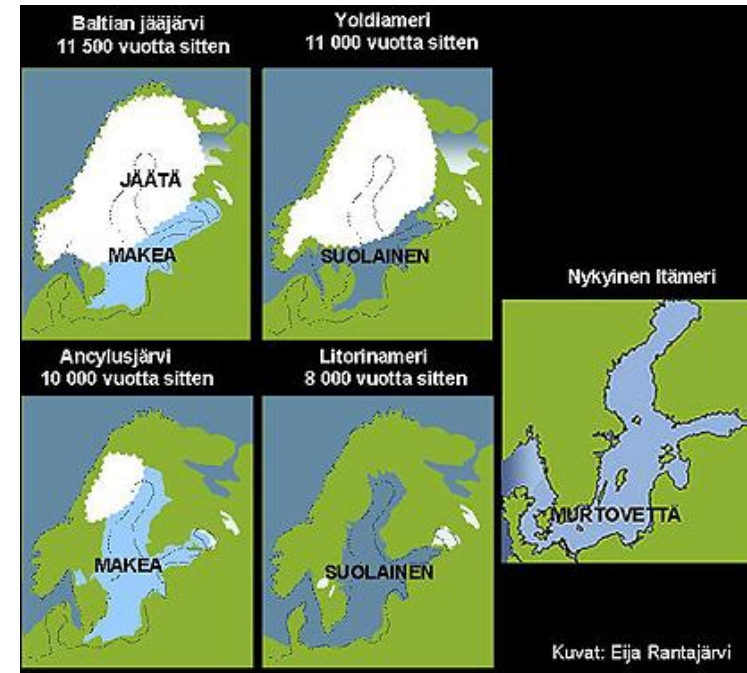 Baltian jääjärvi
11 500 vuotta sitten
JÄÄTÄ
MAKEA
Yoldiameri
11 000 vuotta sitten
SUOLAINEN
Ancylusjärvi
10 000 vuotta sitten
MAKEA
Litorinameri
8 000 vuotta sitten
SUOLAINEN
Nykyinen Itämeri
MURTOVETTÄ
Kuvat: Eija Rantajärvi